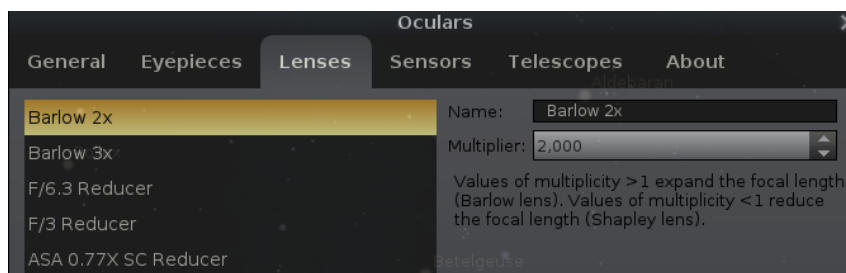 Oculars
General Eyepieces Lenses Sensors Telescopes About
Aldebaran
Barlow 2x
Barlow 3x
F/6.3 Reducer
F/3 Reducer
ASA 0.77X SC Reducer
Name: Barlow 2x
Multiplier: 2,000
Values of multiplicity >1 expand the focal length
(Barlow lens). Values of multiplicity <1 reduce
the focal length (Shapley lens).
Betelgeuse